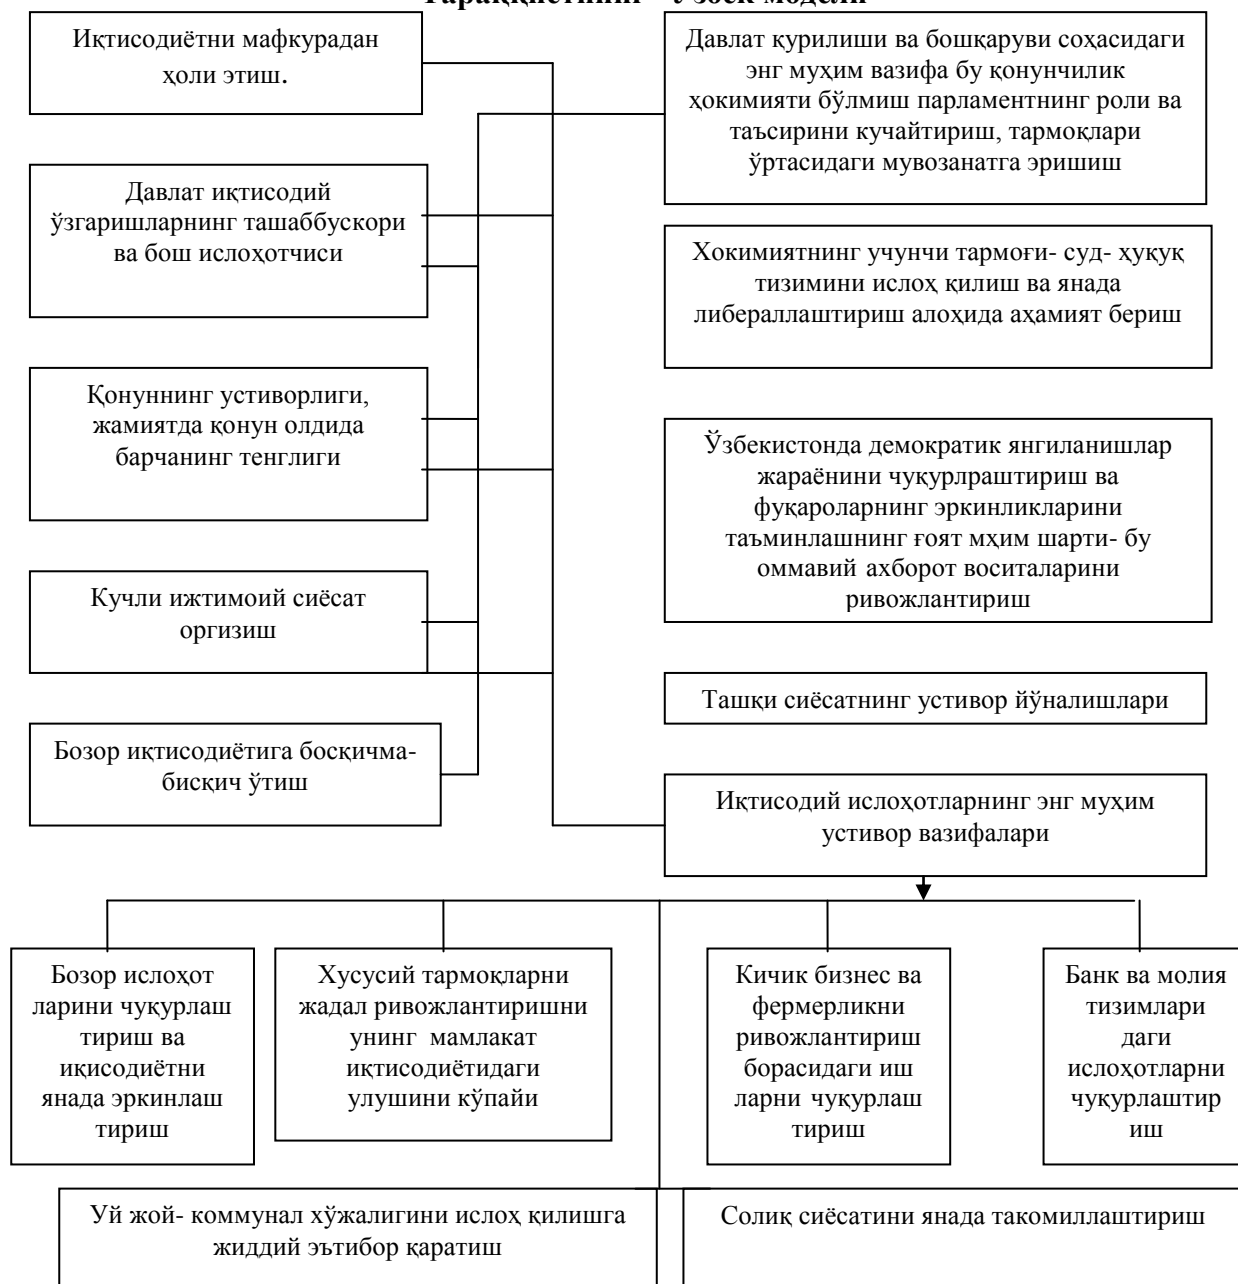 Тараққиётнинг "Ўзбек модели"
Иқтисодиётни мафкурадан
ҳоли этиш.
Давлат қурилиши ва бошқаруви соҳасидаги
энг муҳим вазифа бу қонунчилик
ҳокимияти бўлмиш парламентнинг роли ва
таъсирини кучайтириш, тармоқлари
ўртасидаги мувозанатга эришиш
Давлат иқтисодий
ўзгаришларнинг ташаббускори
ва бош ислоҳотчиси
Хокимиятнинг учунчи тармоғи- суд- ҳуқуқ
тизимини ислоҳ қилиш ва янада
либераллаштириш алоҳида аҳамият бериш
Қонуннинг устиворлиги,
жамиятда қонун олдида
барчанинг тенглиги
Ўзбекистонда демократик янгиланишлар
жараёнини чуқурлраштириш ва
фуқароларнинг эркинликларини
таъминлашнинг ғоят мҳим шарти- бу
оммавий ахборот воситаларини
ривожлантириш
Кучли ижтимоий сиёсат
оргизиш
Ташқи сиёсатнинг устивор йўналишлари
Бозор иқтисодиётига босқичма-
бисқич ўтиш
Иқтисодий ислоҳотларнинг энг муҳим
устивор вазифалари
Бозор ислоҳот
ларини чуқурлаш
тириш ва
иқисодиётни
янада эркинлаш
тириш
Хусусий тармоқларни
жадал ривожлантиришни
унинг мамлакат
иқтисодиётидаги
улушини кўпайи
Кичик бизнес ва
фермерликни
ривожлантириш
борасидаги иш
ларни чуқурлаш
тириш
Банк ва молия
тизимлари
даги
ислоҳотларни
чуқурлаштир
иш
Уй жой- коммунал хўжалигини ислоҳ қилишга
жиддий эътибор қаратиш
Солиқ сиёсатини янада такомиллаштириш